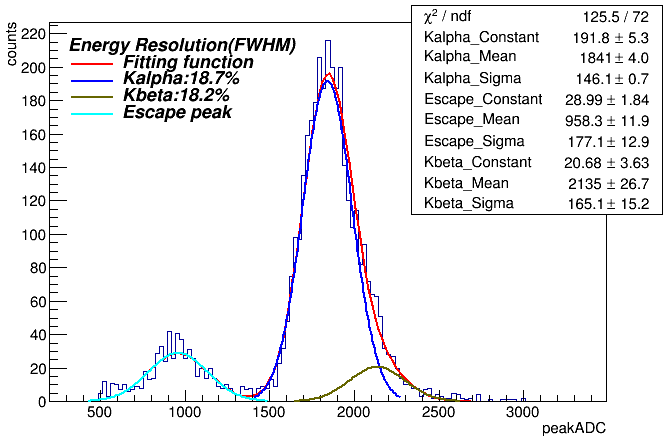 counts
220
200
180
160
140
120
100
80
60
40
20
0
Energy Resolution(FWHM)
Fitting function
Kalpha:18.7%
Kbeta:18.2%
Escape peak
χ² / ndf 125.5 / 72
Kalpha_Constant 191.8 ± 5.3
Kalpha_Mean 1841 ± 4.0
Kalpha_Sigma 146.1 ± 0.7
Escape_Constant 28.99 ± 1.84
Escape_Mean 958.3 ± 11.9
Escape_Sigma 177.1 ± 12.9
Kbeta_Constant 20.68 ± 3.63
Kbeta_Mean 2135 ± 26.7
Kbeta_Sigma 165.1 ± 15.2
500 1000 1500 2000 2500 3000
peakADC